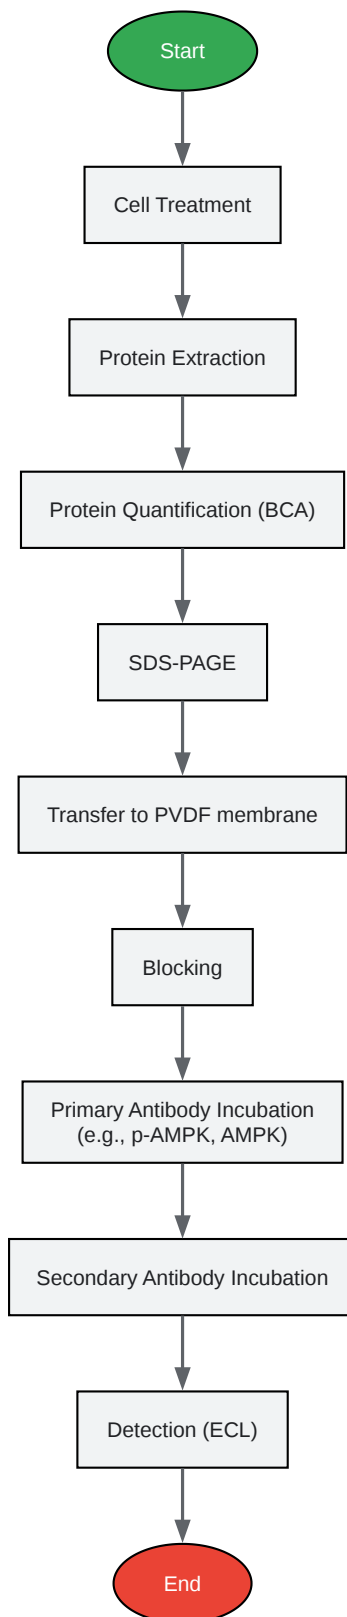 Start
Cell Treatment
Protein Extraction
Protein Quantification (BCA)
SDS-PAGE
Transfer to PVDF membrane
Blocking
Primary Antibody Incubation
(e.g., p-AMPK, AMPK)
Secondary Antibody Incubation
Detection (ECL)
End